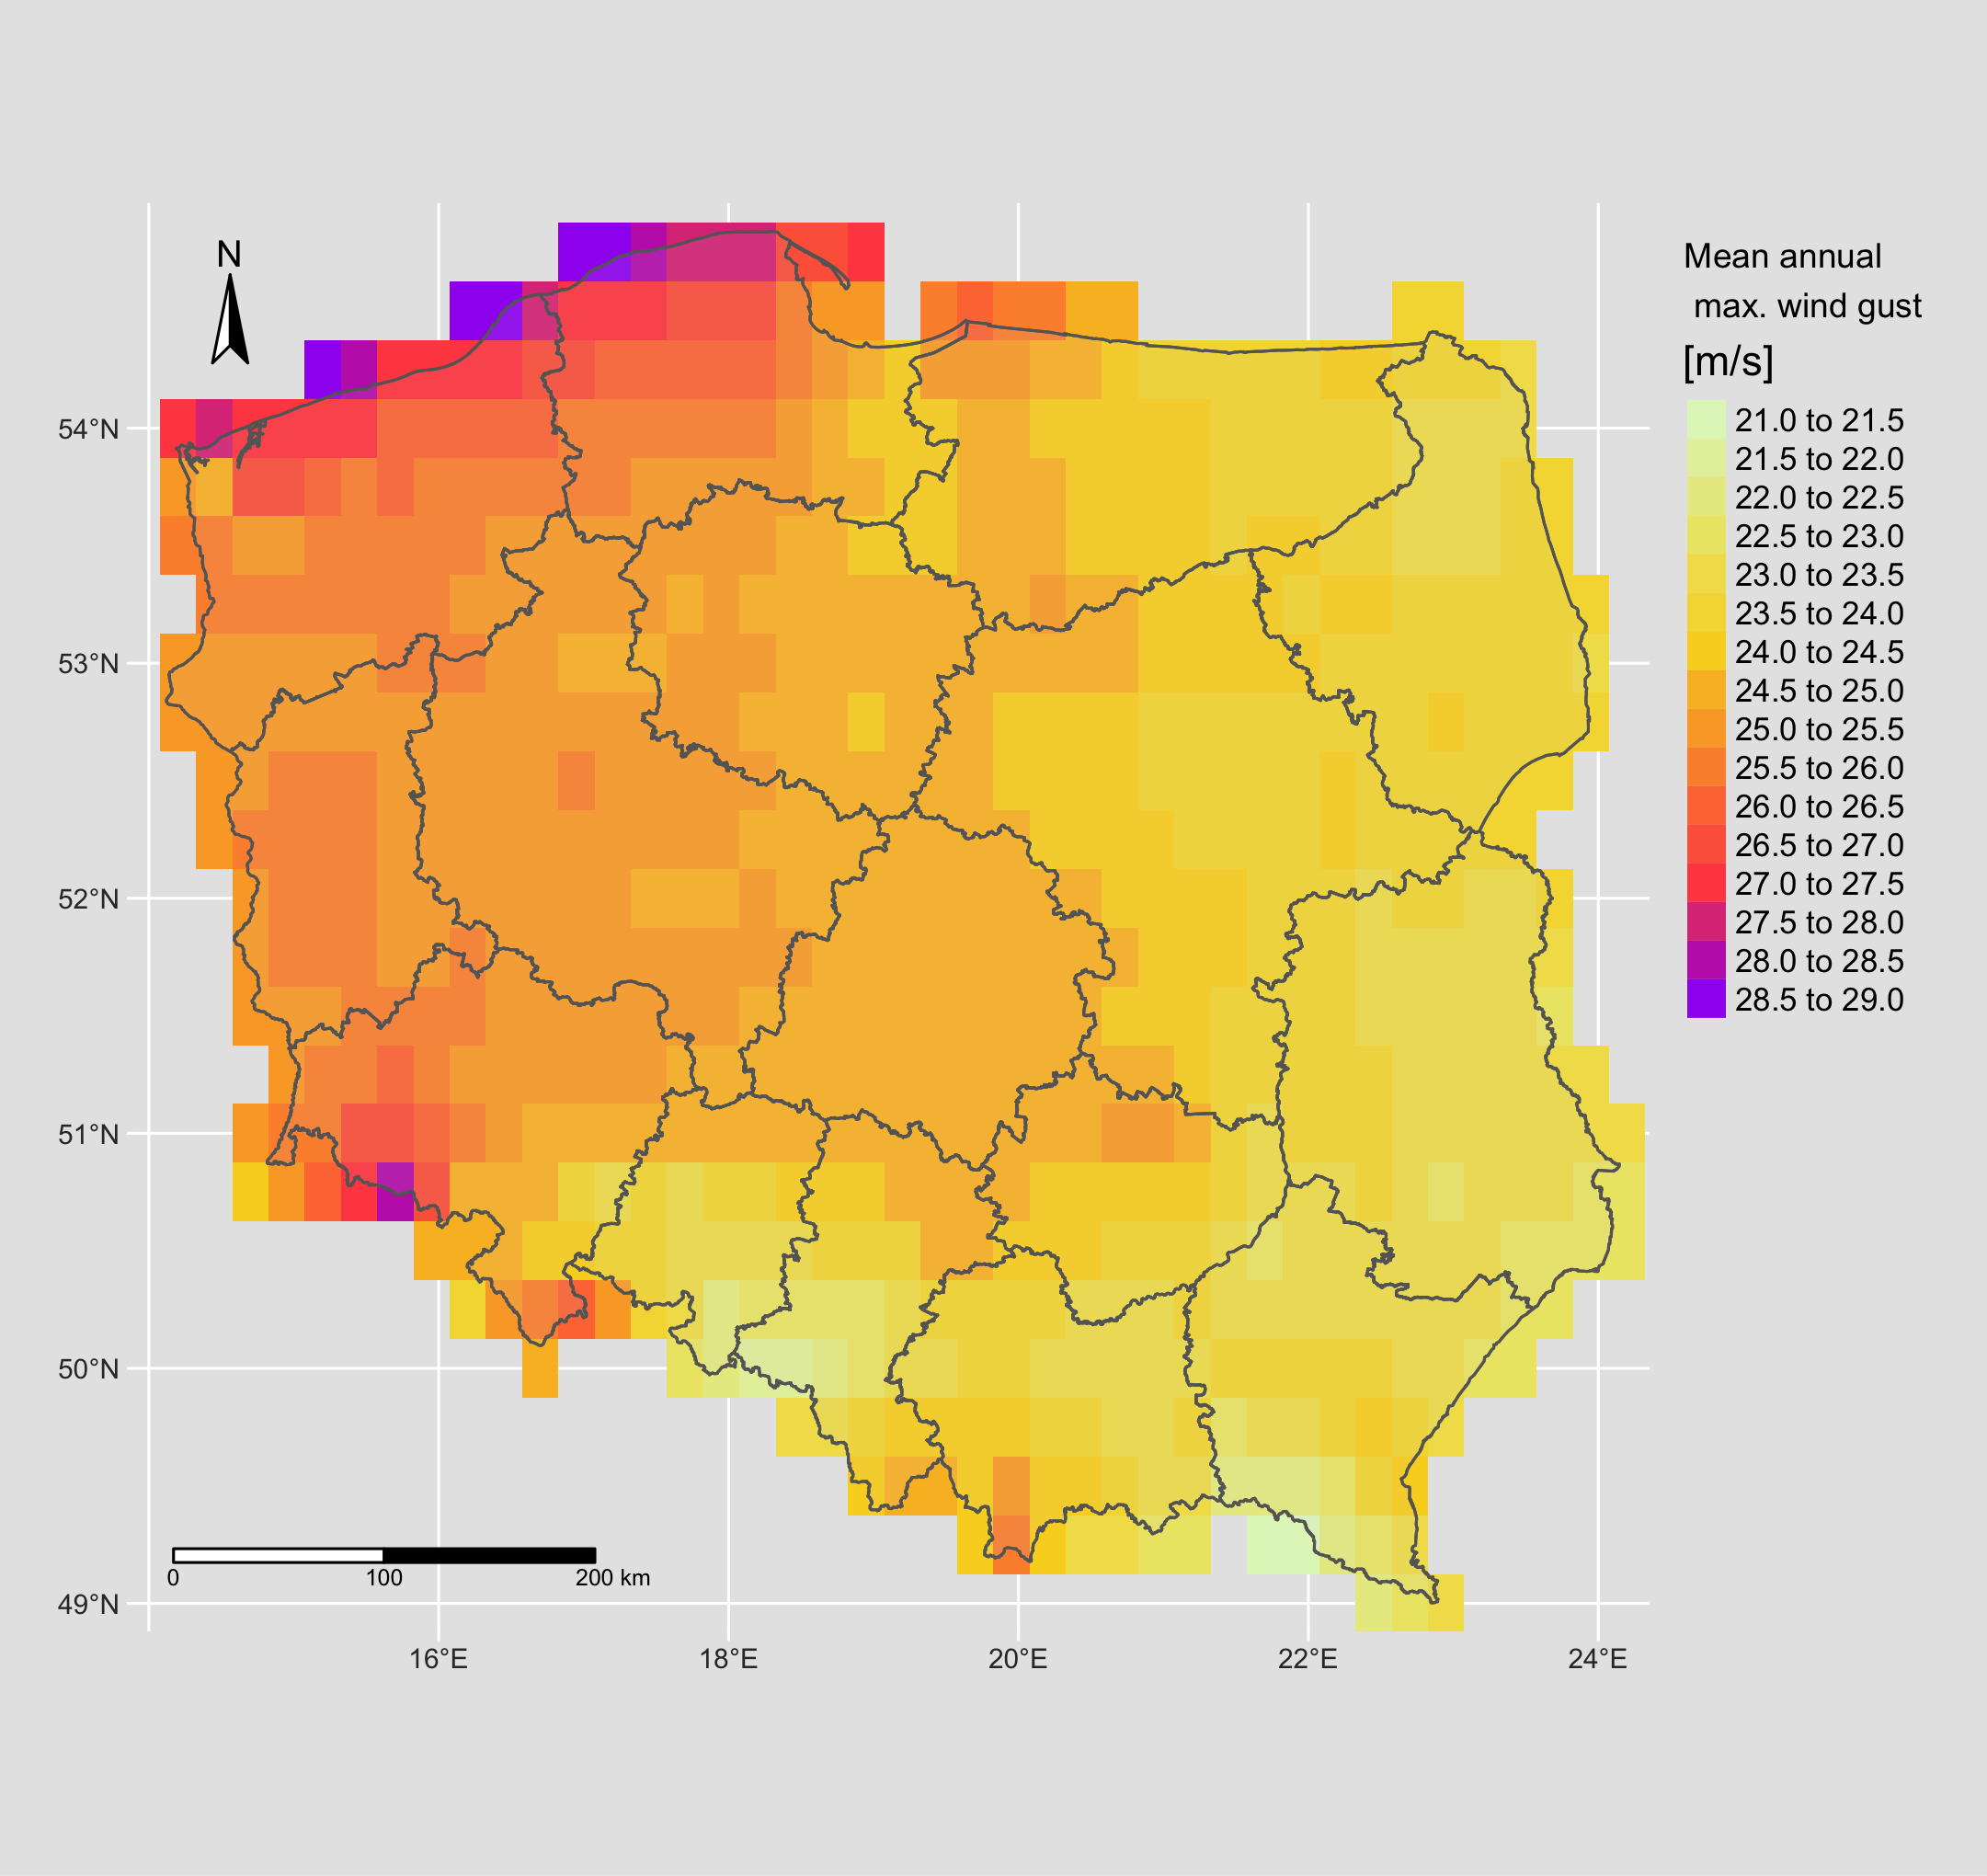 N
Mean annual
max. wind gust
[m/s]
21.0 to 21.5
21.5 to 22.0
22.0 to 22.5
22.5 to 23.0
23.0 to 23.5
23.5 to 24.0
24.0 to 24.5
24.5 to 25.0
25.0 to 25.5
25.5 to 26.0
26.0 to 26.5
26.5 to 27.0
27.0 to 27.5
27.5 to 28.0
28.0 to 28.5
28.5 to 29.0
54°N
53°N
52°N
51°N
50°N
49°N
0 100 200 km
16°E 18°E 20°E 22°E 24°E